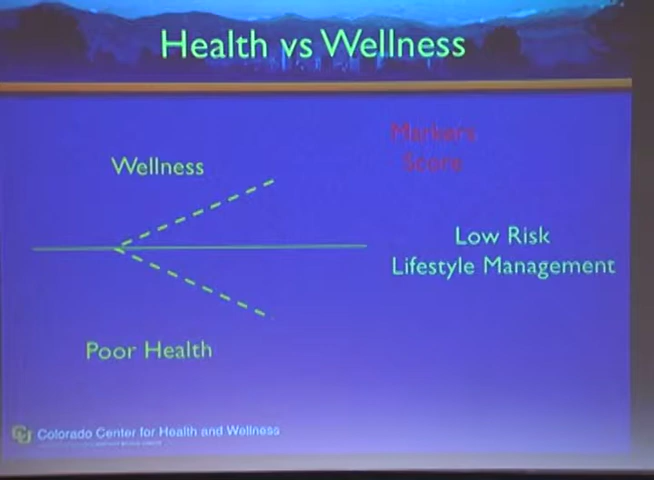 Health vs Wellness
Wellness
Markers
Score
Low Risk
Lifestyle Management
Poor Health
Colorado Center for Health and Wellness